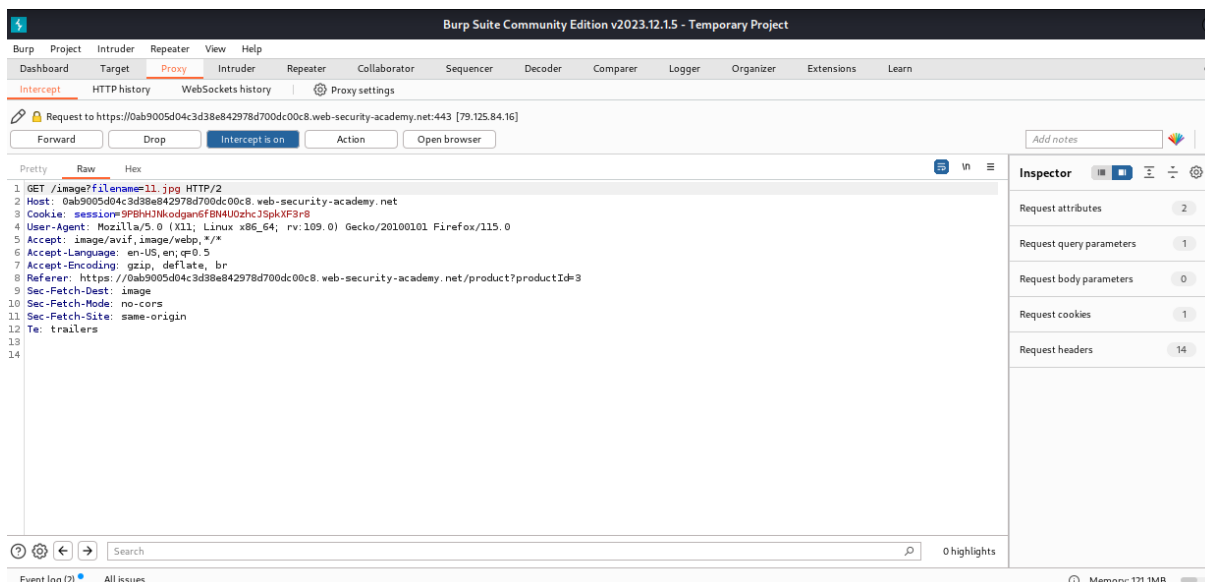 Burp Suite Community Edition v2023.12.1.5 - Temporary Project
Burp Project Intruder Repeater View Help
Dashboard Target Proxy Intruder Repeater Collaborator Sequencer Decoder Comparer Logger Organizer Extensions Learn
Intercept HTTP history WebSockets history Proxy settings
Request to https://0ab9005d04c3d38e842978d700dc00c8.web-security-academy.net:443 [79.125.84.16]
Forward Drop Intercept is on Action Open browser Add notes
Pretty Raw Hex \n Inspector
1 GET /image?filename=11.jpg HTTP/2
2 Host: 0ab9005d04c3d38e842978d700dc00c8.web-security-academy.net
3 Cookie: session=9PBhHJNkodgan6fBN4U0zhcJSpkXF3r8
4 User-Agent: Mozilla/5.0 (X11; Linux x86_64; rv:109.0) Gecko/20100101 Firefox/115.0
5 Accept: image/avif,image/webp,*/*
6 Accept-Language: en-US,en;q=0.5
7 Accept-Encoding: gzip, deflate, br
8 Referer: https://0ab9005d04c3d38e842978d700dc00c8.web-security-academy.net/product?productId=3
9 Sec-Fetch-Dest: image
10 Sec-Fetch-Mode: no-cors
11 Sec-Fetch-Site: same-origin
12 Te: trailers
13
14
Request attributes 2
Request query parameters 1
Request body parameters 0
Request cookies 1
Request headers 14
Search 0 highlights
Event log (2) All issues Memory: 121.1MB